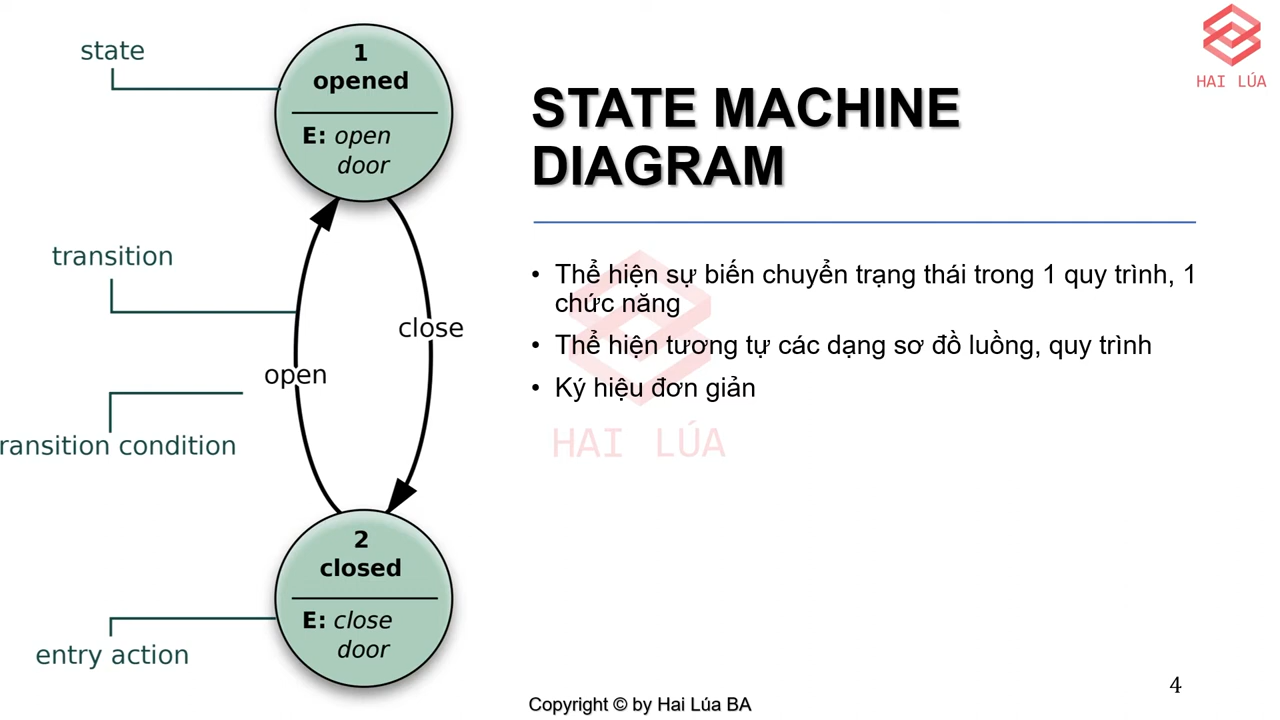 state
1
opened
E: open
door
transition
close
open
ransition condition
2
closed
E: close
door
entry action
HAI LÚA
STATE MACHINE
DIAGRAM
• Thể hiện sự biến chuyển trạng thái trong 1 quy trình, 1
chức năng
• Thể hiện tương tự các dạng sơ đồ luồng, quy trình
• Ký hiệu đơn giản
HAI LÚA
4
Copyright © by Hai Lúa BA